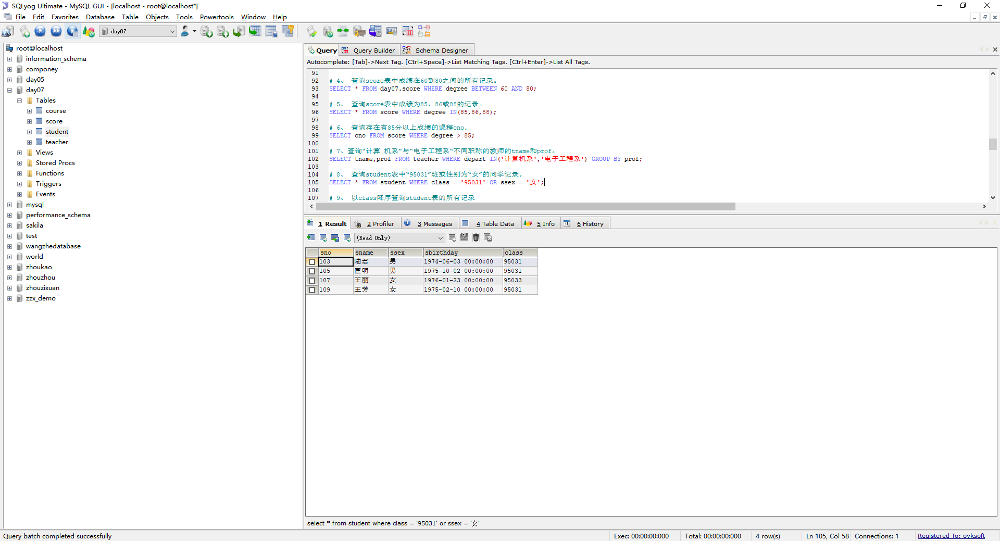 SQLyog Ultimate - MySQL GUI - [localhost - root@localhost*]
File Edit Favorites Database Table Objects Tools Powertools Window Help
day07
root@localhost
information_schema
componey
day05
day07
Tables
course
score
student
teacher
Views
Stored Procs
Functions
Triggers
Events
mysql
performance_schema
sakila
test
wangzhedatabase
world
zhoukao
zhouzhou
zhouzixuan
zzx_demo
Query Query Builder Schema Designer
Autocomplete: [Tab]->Next Tag. [Ctrl+Space]->List Matching Tags. [Ctrl+Enter]->List All Tags.
91
92 # 4、 查询score表中成绩在60到80之间的所有记录。
93 SELECT * FROM day07.score WHERE degree BETWEEN 60 AND 80;
94
95 # 5、 查询score表中成绩为85，86或88的记录。
96 SELECT * FROM score WHERE degree IN(85,86,88);
97
98 # 6、 查询存在有85分以上成绩的课程cno.
99 SELECT cno FROM score WHERE degree > 85;
100
101 # 7、查询“计算 机系”与“电子工程系“不同职称的教师的tname和prof。
102 SELECT tname,prof FROM teacher WHERE depart IN('计算机系','电子工程系') GROUP BY prof;
103
104 # 8、 查询student表中“95031”班或性别为“女”的同学记录。
105 SELECT * FROM student WHERE class = '95031' OR ssex = '女';
106
107 # 9、 以class降序查询student表的所有记录
1 Result 2 Profiler 3 Messages 4 Table Data 5 Info 6 History
(Read Only)
sno sname ssex sbirthday class
103 陆君 男 1974-06-03 00:00:00 95031
105 匡明 男 1975-10-02 00:00:00 95031
107 王丽 女 1976-01-23 00:00:00 95033
109 王芳 女 1975-02-10 00:00:00 95031
select * from student where class = '95031' or ssex = '女'
Query batch completed successfully Exec: 00:00:00:000 Total: 00:00:00:000 4 row(s) Ln 105, Col 58 Connections: 1 Registered To: oyksoft